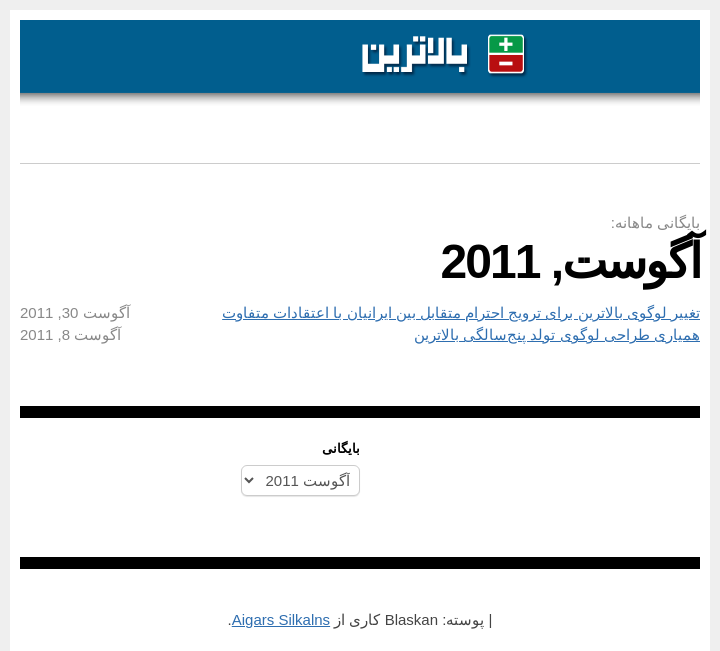 بالاترین
بایگانی ماهانه:
آگوست, 2011
تغییر لوگوی بالاترین برای ترویج احترام متقابل بین ایرانیان با اعتقادات متفاوت آگوست 30, 2011
همیاری طراحی لوگوی تولد پنج‌سالگی بالاترین آگوست 8, 2011
بایگانی
آگوست 2011
| پوسته: Blaskan کاری از Aigars Silkalns.